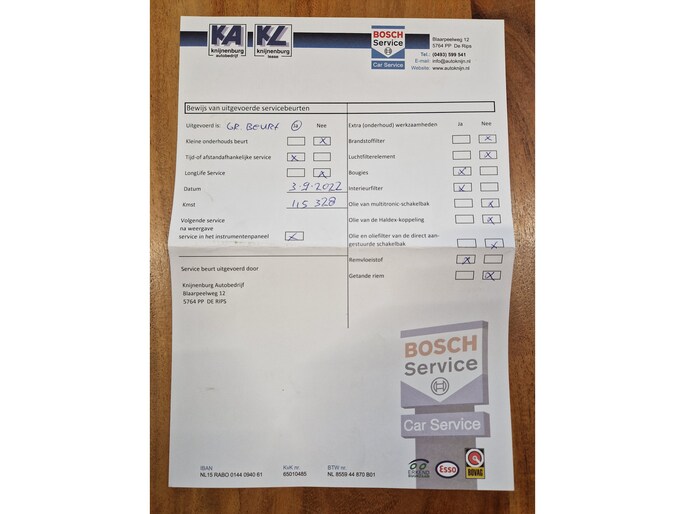 KA
knijnenburg
autobedrijf
KL
knijnenburg
lease
BOSCH
Service
Car Service
Blaarpeelweg 12
5764 PP De Rips
Tel.: (0493) 599 541
E-mail: info@autoknijn.nl
Website: www.autoknijn.nl
Bewijs van uitgevoerde servicebeurten
Uitgevoerd is: GR. BEURT Ja Nee
Kleine onderhouds beurt X
Tijd-of afstandafhankelijke service X
LongLife Service X
Datum 3-9-2022
Kmst 115 328
Volgende service
na weergave
service in het instrumentenpaneel X
Service beurt uitgevoerd door
Knijnenburg Autobedrijf
Blaarpeelweg 12
5764 PP DE RIPS
Extra (onderhoud) werkzaamheden Ja Nee
Brandstoffilter X
Luchtfilterelement X
Bougies X
Interieurfilter X
Olie van multitronic-schakelbak X
Olie van de Haldex-koppeling X
Olie en oliefilter van de direct aan-
gestuurde schakelbak X
Remvloeistof X
Getande riem X
BOSCH
Service
Car Service
IBAN
NL15 RABO 0144 0940 61
KvK nr.
65010485
BTW nr.
NL 8559 44 870 B01
ERKEND
Esso
BOVAG